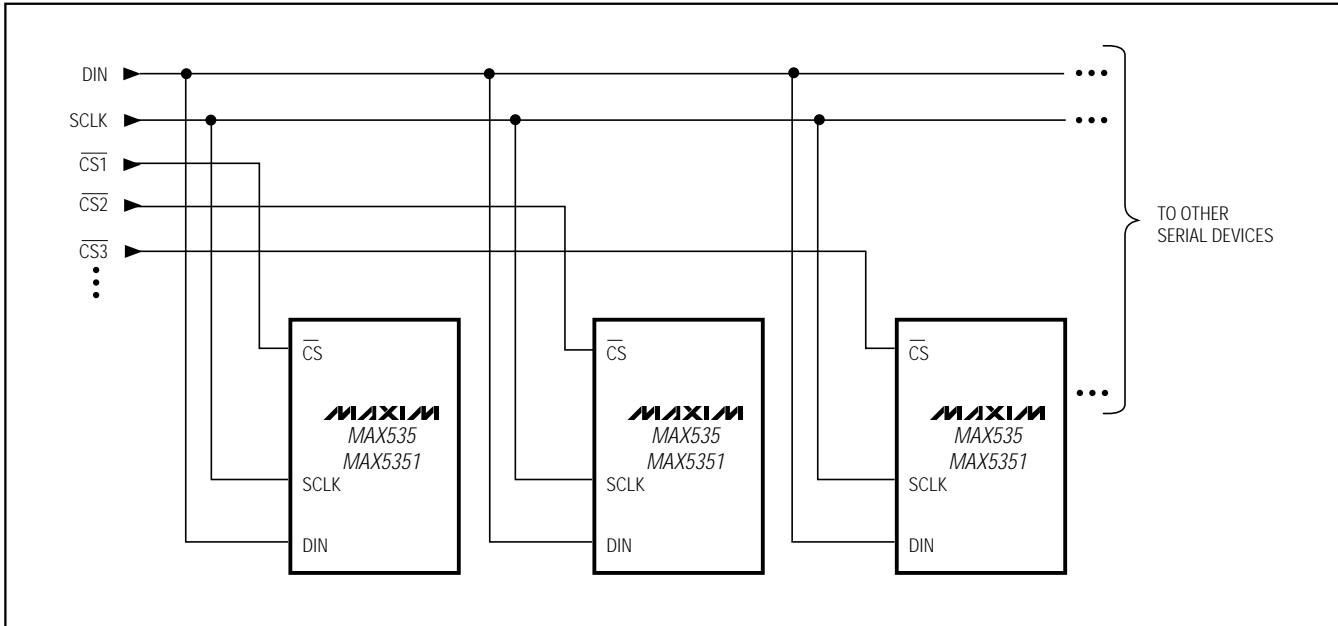 DIN
SCLK
CS1
CS2
CS3
TO OTHER
SERIAL DEVICES
CS
MAXIM
MAX535
MAX5351
SCLK
DIN
CS
MAXIM
MAX535
MAX5351
SCLK
DIN
CS
MAXIM
MAX535
MAX5351
SCLK
DIN